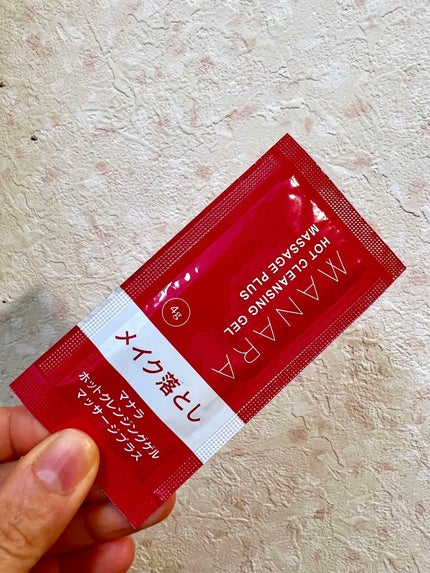 MANARA
HOT CLEANSING GEL
MASSAGE PLUS
4g
メイク落とし
マナラ
ホットクレンジングゲル
マッサージプラス